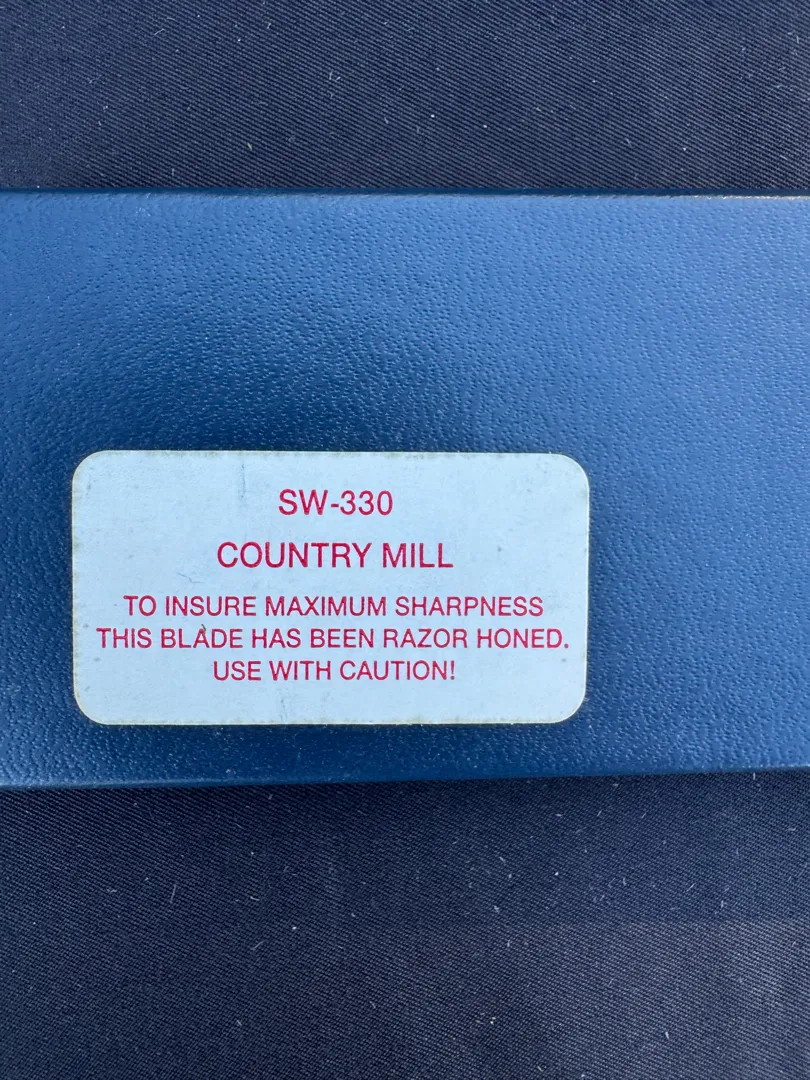 SW-330
COUNTRY MILL
TO INSURE MAXIMUM SHARPNESS
THIS BLADE HAS BEEN RAZOR HONED.
USE WITH CAUTION!